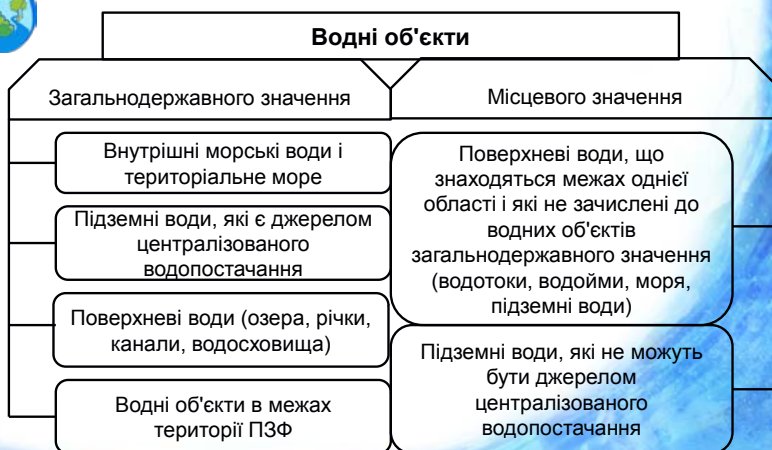 Водні об'єкти
Загальнодержавного значення
Місцевого значення
Внутрішні морські води і
територіальне море
Підземні води, які є джерелом
централізованого
водопостачання
Поверхневі води (озера, річки,
канали, водосховища)
Водні об'єкти в межах
території ПЗФ
Поверхневі води, що
знаходяться межах однієї
області і які не зачислені до
водних об'єктів
загальнодержавного значення
(водотоки, водойми, моря,
підземні води)
Підземні води, які не можуть
бути джерелом
централізованого
водопостачання